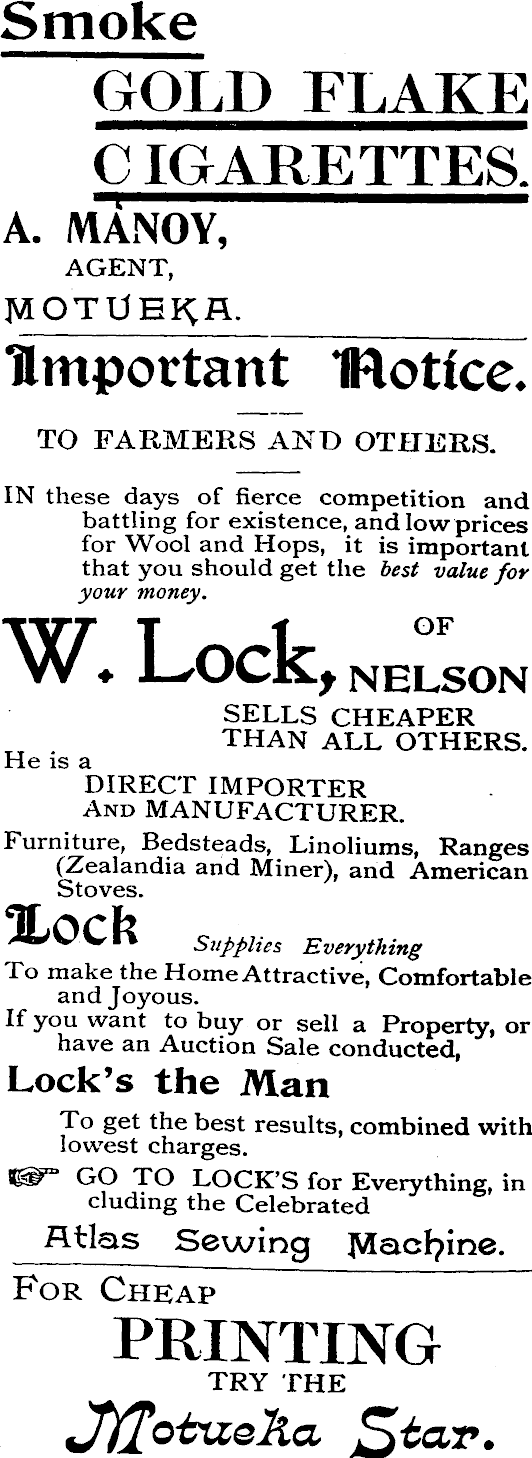 Smoke
GOLD FLAKE
CIGARETTES.
A. MANOY,
AGENT,
MOTUEKA.
Important Notice.
TO FARMERS AND OTHERS.
IN these days of fierce competition and
battling for existence, and low prices
for Wool and Hops, it is important
that you should get the best value for
your money.
W. Lock, OF
NELSON
SELLS CHEAPER
THAN ALL OTHERS.
He is a
DIRECT IMPORTER
AND MANUFACTURER.
Furniture, Bedsteads, Linoliums, Ranges
(Zealandia and Miner), and American
Stoves.
Lock Supplies Everything
To make the Home Attractive, Comfortable
and Joyous.
If you want to buy or sell a Property, or
have an Auction Sale conducted,
Lock's the Man
To get the best results, combined with
lowest charges.
GO TO LOCK'S for Everything, in
cluding the Celebrated
Atlas Sewing Machine.
FOR CHEAP
PRINTING
TRY THE
Motueka Star.